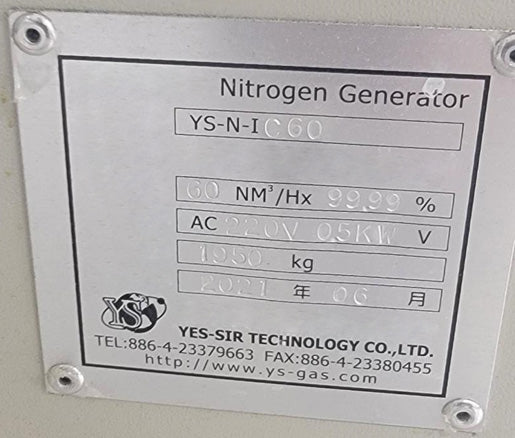 Nitrogen Generator
YS-N-IC60
60 NM³/Hx 99.99 %
AC 220V 0.5KW V
1950 kg
2021 年 06 月
YS
YES-SIR TECHNOLOGY CO.,LTD.
TEL:886-4-23379663 FAX:886-4-23380455
http://www.ys-gas.com